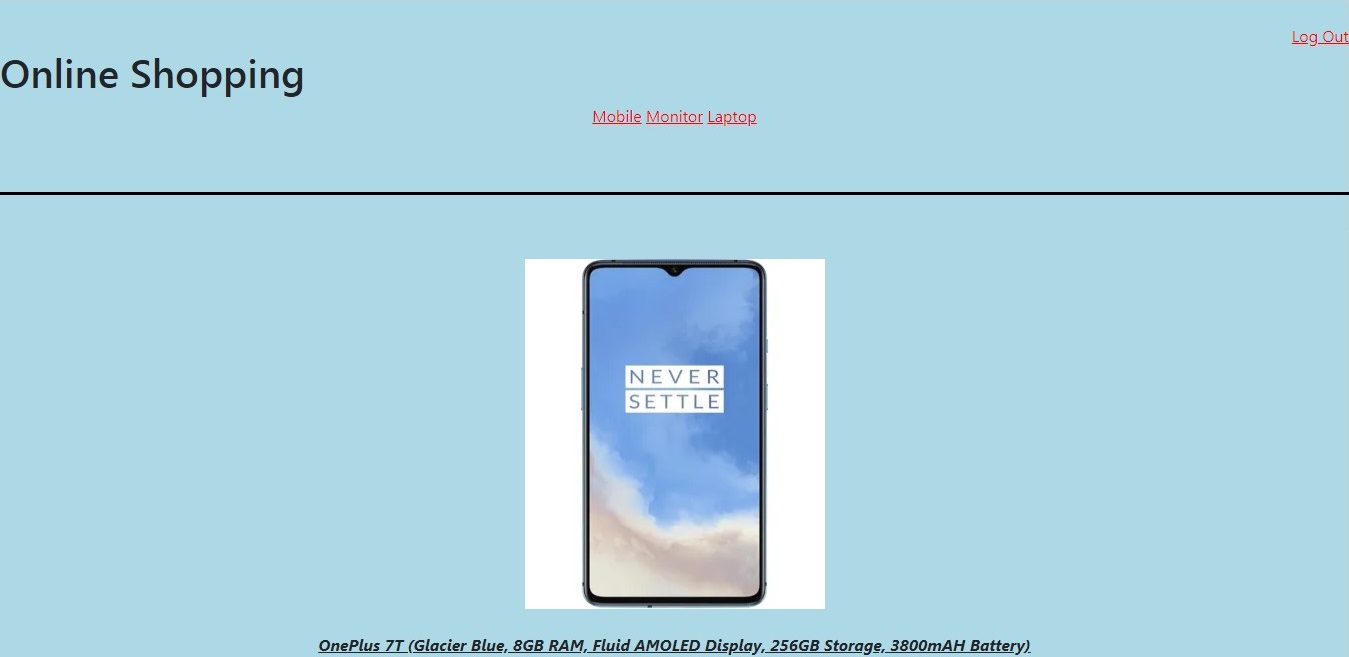 Log Out
Online Shopping
Mobile Monitor Laptop
NEVER
SETTLE
OnePlus 7T (Glacier Blue, 8GB RAM, Fluid AMOLED Display, 256GB Storage, 3800mAH Battery)